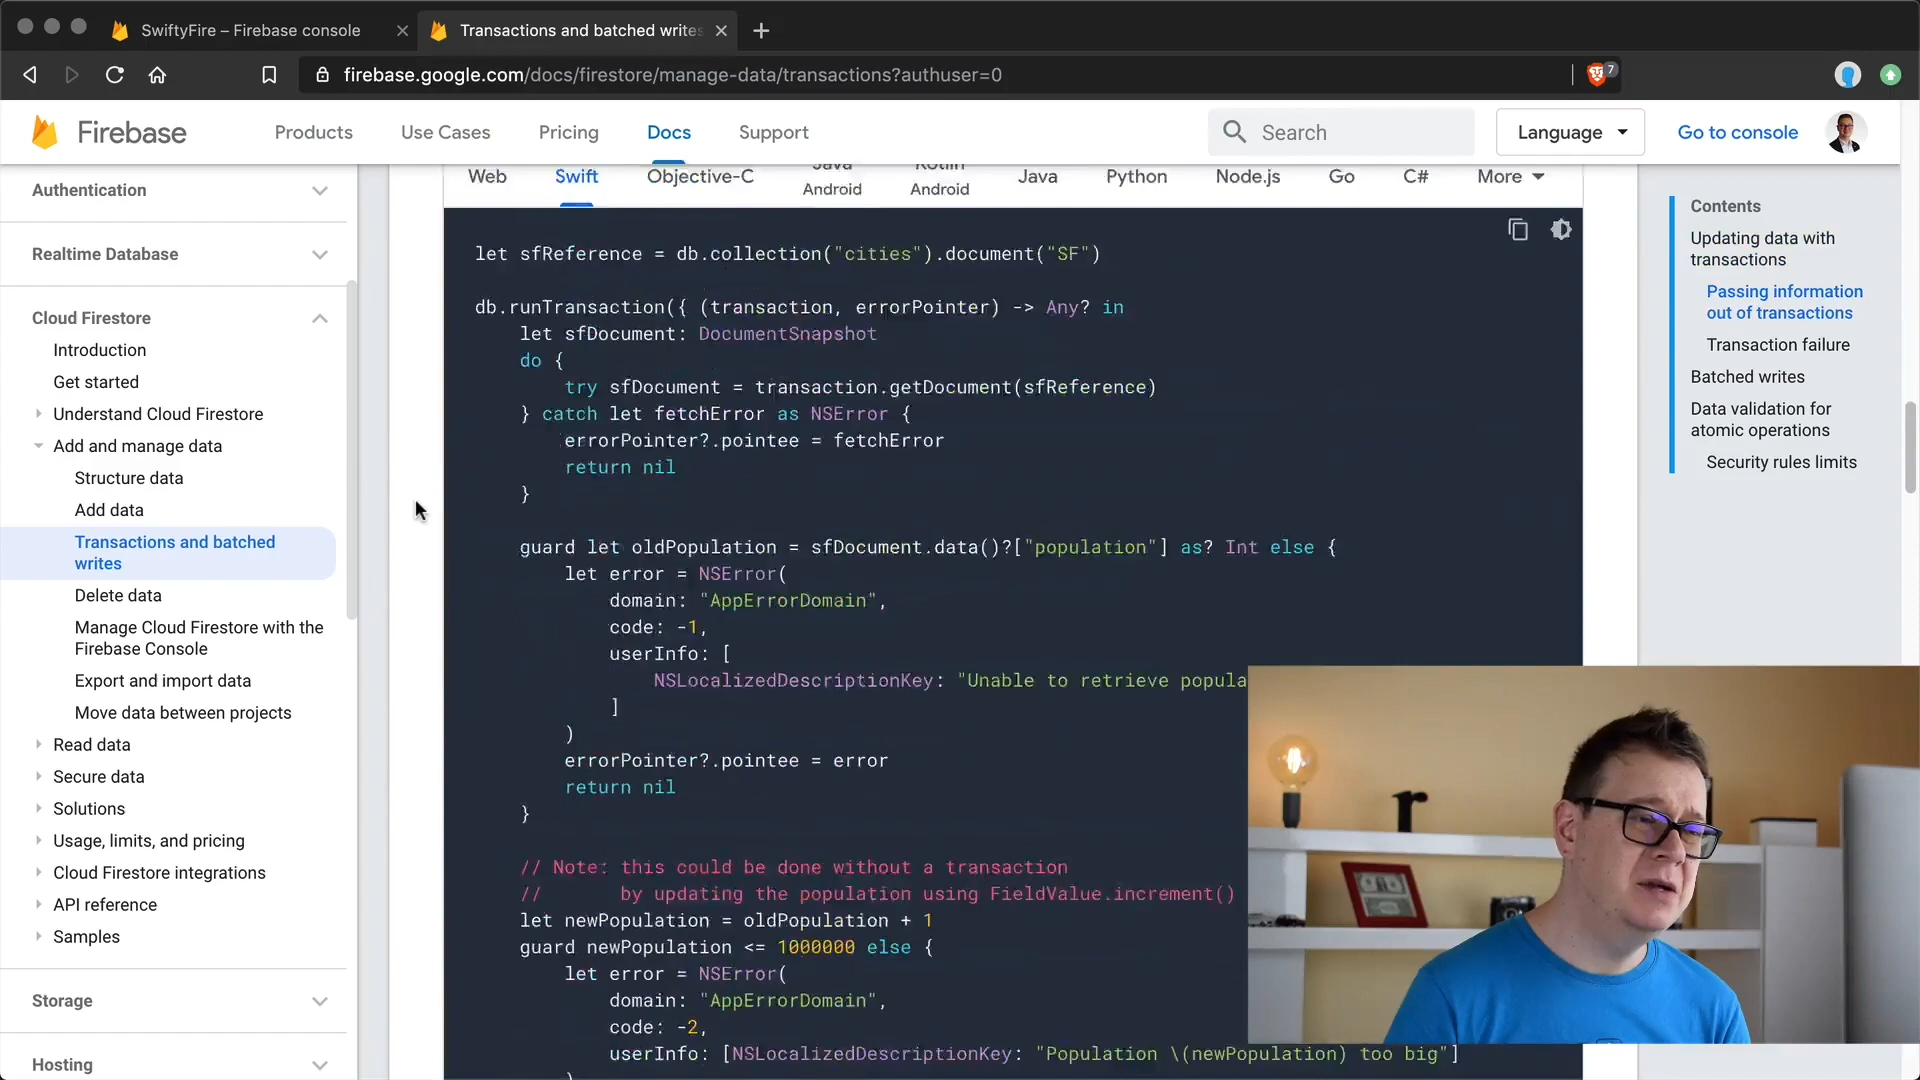 SwiftyFire – Firebase console
Transactions and batched writes
firebase.google.com/docs/firestore/manage-data/transactions?authuser=0
7
Firebase
Products
Use Cases
Pricing
Docs
Support
Search
Language
Go to console
Authentication
Realtime Database
Cloud Firestore
Introduction
Get started
Understand Cloud Firestore
Add and manage data
Structure data
Add data
Transactions and batched
writes
Delete data
Manage Cloud Firestore with the
Firebase Console
Export and import data
Move data between projects
Read data
Secure data
Solutions
Usage, limits, and pricing
Cloud Firestore integrations
API reference
Samples
Storage
Hosting
Web
Swift
Objective-C
Java
Android
Kotlin
Android
Java
Python
Node.js
Go
C#
More
let sfReference = db.collection("cities").document("SF")
db.runTransaction({ (transaction, errorPointer) -> Any? in
let sfDocument: DocumentSnapshot
do {
try sfDocument = transaction.getDocument(sfReference)
} catch let fetchError as NSError {
errorPointer?.pointee = fetchError
return nil
}
guard let oldPopulation = sfDocument.data()?["population"] as? Int else {
let error = NSError(
domain: "AppErrorDomain",
code: -1,
userInfo: [
NSLocalizedDescriptionKey: "Unable to retrieve popula
]
)
errorPointer?.pointee = error
return nil
}
// Note: this could be done without a transaction
// by updating the population using FieldValue.increment()
let newPopulation = oldPopulation + 1
guard newPopulation <= 1000000 else {
let error = NSError(
domain: "AppErrorDomain",
code: -2,
userInfo: [NSLocalizedDescriptionKey: "Population \(newPopulation) too big"]
)
Contents
Updating data with
transactions
Passing information
out of transactions
Transaction failure
Batched writes
Data validation for
atomic operations
Security rules limits